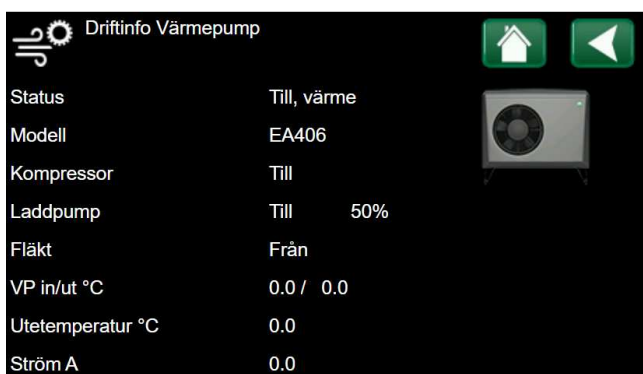 Driftinfo Värmepump
Status Till, värme
Modell EA406
Kompressor Till
Laddpump Till 50%
Fläkt Från
VP in/ut °C 0.0 / 0.0
Utetemperatur °C 0.0
Ström A 0.0